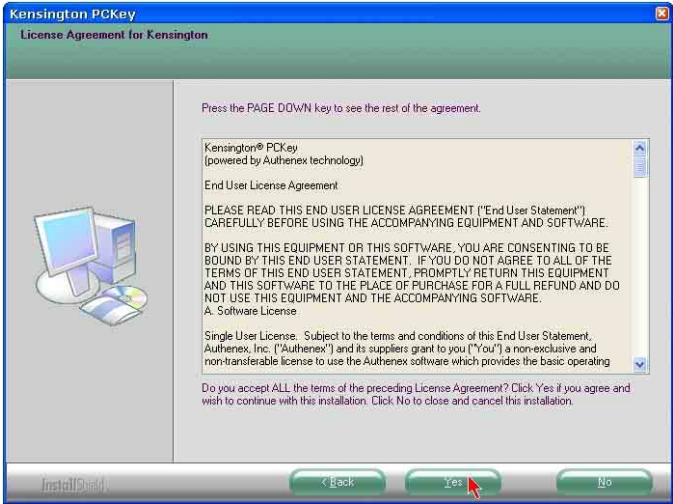 Kensington PCKey
License Agreement for Kensington
Press the PAGE DOWN key to see the rest of the agreement.
Kensington® PCKey
(powered by Authenex technology)
End User License Agreement
PLEASE READ THIS END USER LICENSE AGREEMENT ("End User Statement")
CAREFULLY BEFORE USING THE ACCOMPANYING EQUIPMENT AND SOFTWARE.
BY USING THIS EQUIPMENT OR THIS SOFTWARE, YOU ARE CONSENTING TO BE
BOUND BY THIS END USER STATEMENT.  IF YOU DO NOT AGREE TO ALL OF THE
TERMS OF THIS END USER STATEMENT, PROMPTLY RETURN THIS EQUIPMENT
AND THIS SOFTWARE TO THE PLACE OF PURCHASE FOR A FULL REFUND AND DO
NOT USE THIS EQUIPMENT AND THE ACCOMPANYING SOFTWARE.
A. Software License
Single User License.  Subject to the terms and conditions of this End User Statement,
Authenex, Inc. ("Authenex") and its suppliers grant to you ("You") a non-exclusive and
non-transferable license to use the Authenex software which provides the basic operating
Do you accept ALL the terms of the preceding License Agreement? Click Yes if you agree and
wish to continue with this installation. Click No to close and cancel this installation.
InstallShield
< Back
Yes
No